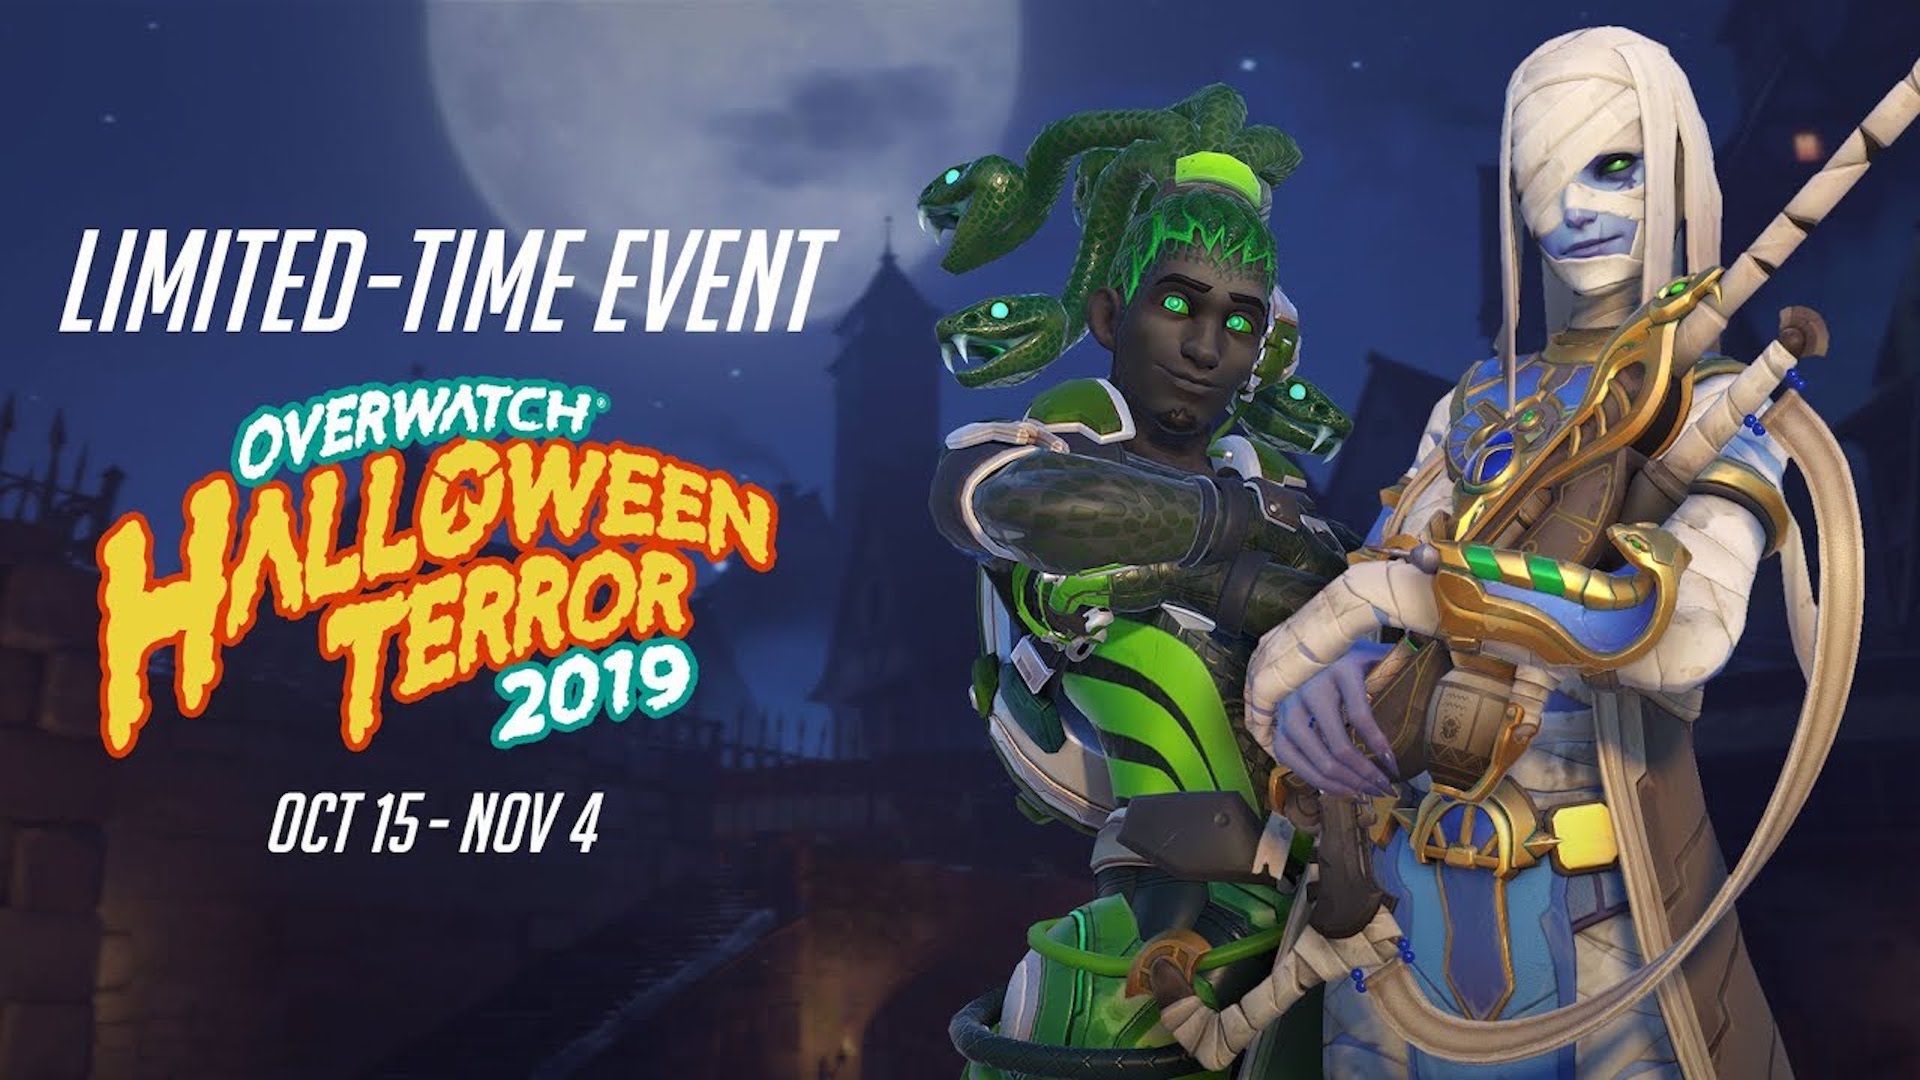 LIMITED-TIME EVENT
OVERWATCH®
HALLOWEEN
TERROR
2019
OCT 15 - NOV 4